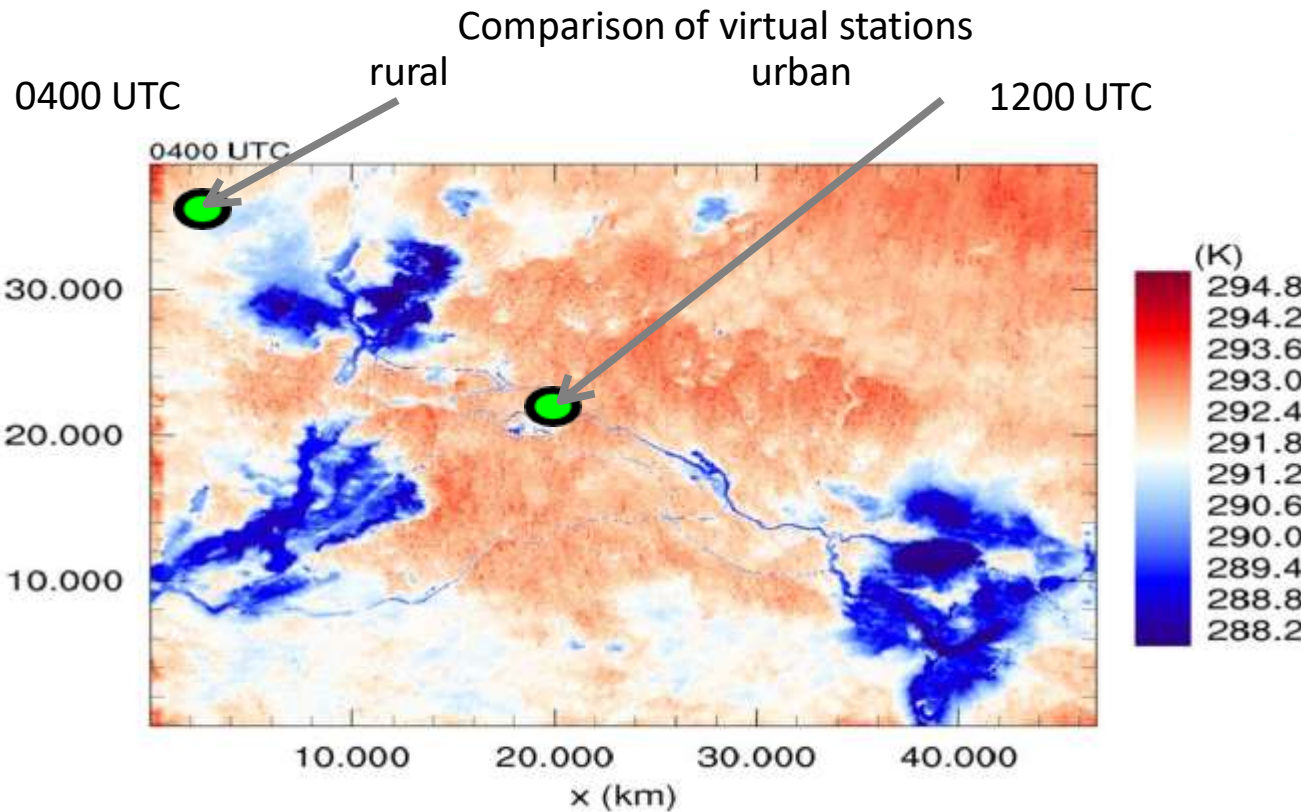 Comparison of virtual stations
rural urban
0400 UTC 1200 UTC
0400 UTC
30.000
20.000
10.000
10.000 20.000 30.000 40.000
x (km)
(K)
294.8
294.2
293.6
293.0
292.4
291.8
291.2
290.6
290.0
289.4
288.8
288.2